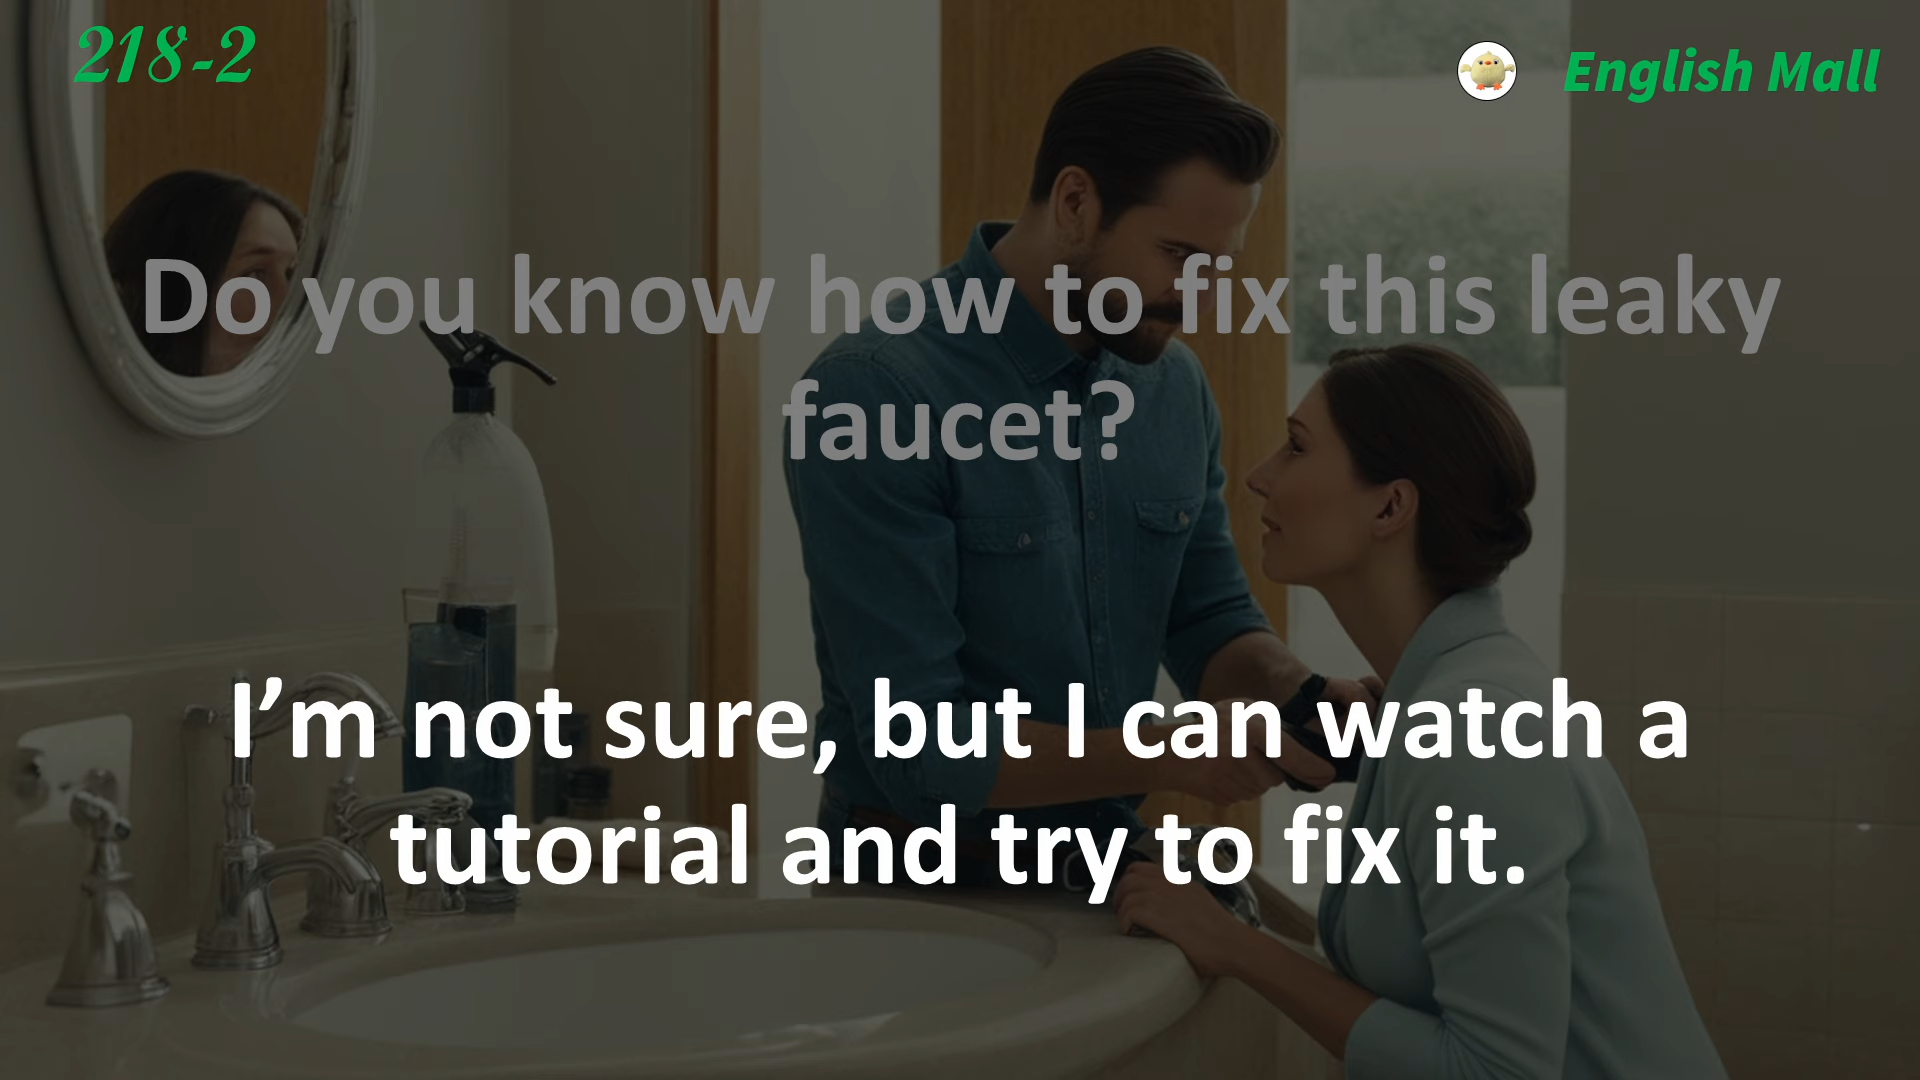 218-2
English Mall
Do you know how to fix this leaky
faucet?
I’m not sure, but I can watch a
tutorial and try to fix it.